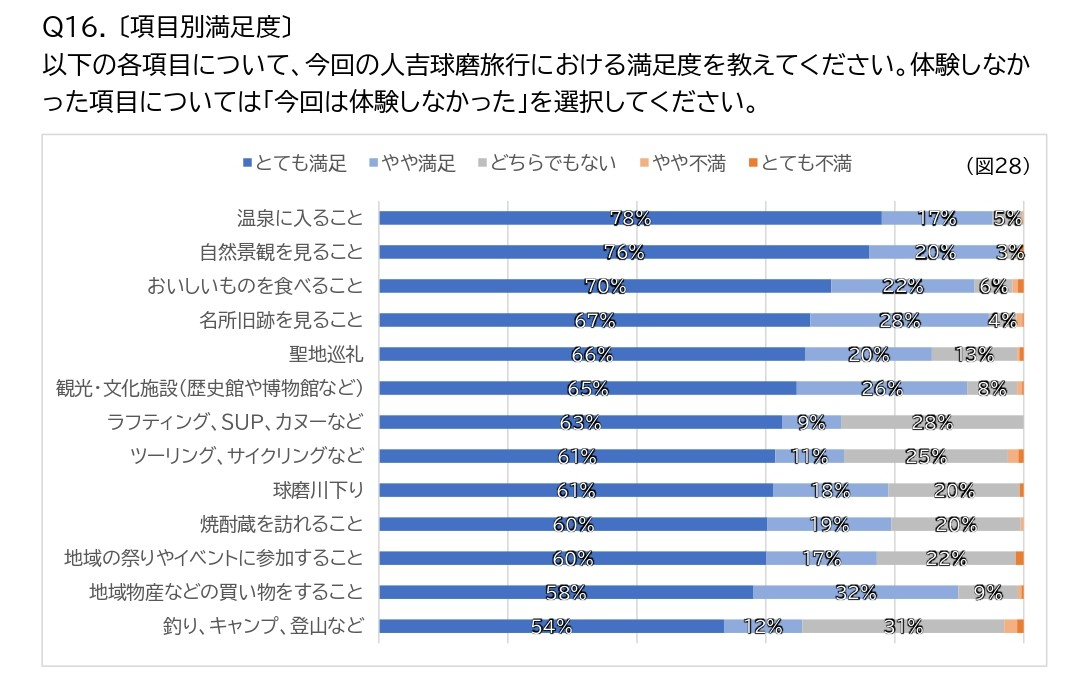 Q16. 〔項目別満足度〕
以下の各項目について、今回の人吉球磨旅行における満足度を教えてください。体験しなか
った項目については「今回は体験しなかった」を選択してください。
■とても満足 ■やや満足 ■どちらでもない ■やや不満 ■とても不満 (図28)
温泉に入ること 78% 17% 5%
自然景観を見ること 76% 20% 3%
おいしいものを食べること 70% 22% 6%
名所旧跡を見ること 67% 28% 4%
聖地巡礼 66% 20% 13%
観光・文化施設(歴史館や博物館など) 65% 26% 8%
ラフティング、SUP、カヌーなど 63% 9% 28%
ツーリング、サイクリングなど 61% 11% 25%
球磨川下り 61% 18% 20%
焼酎蔵を訪れること 60% 19% 20%
地域の祭りやイベントに参加すること 60% 17% 22%
地域物産などの買い物をすること 58% 32% 9%
釣り、キャンプ、登山など 54% 12% 31%